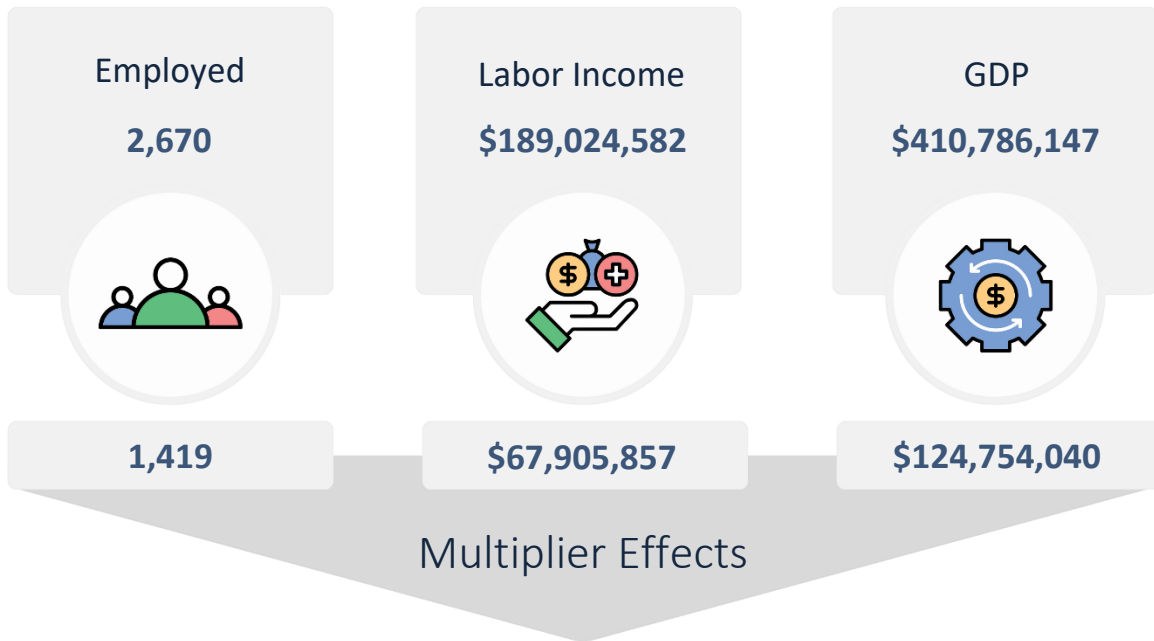 Employed
2,670
Labor Income
$189,024,582
GDP
$410,786,147
$
$
1,419
$67,905,857
$124,754,040
Multiplier Effects